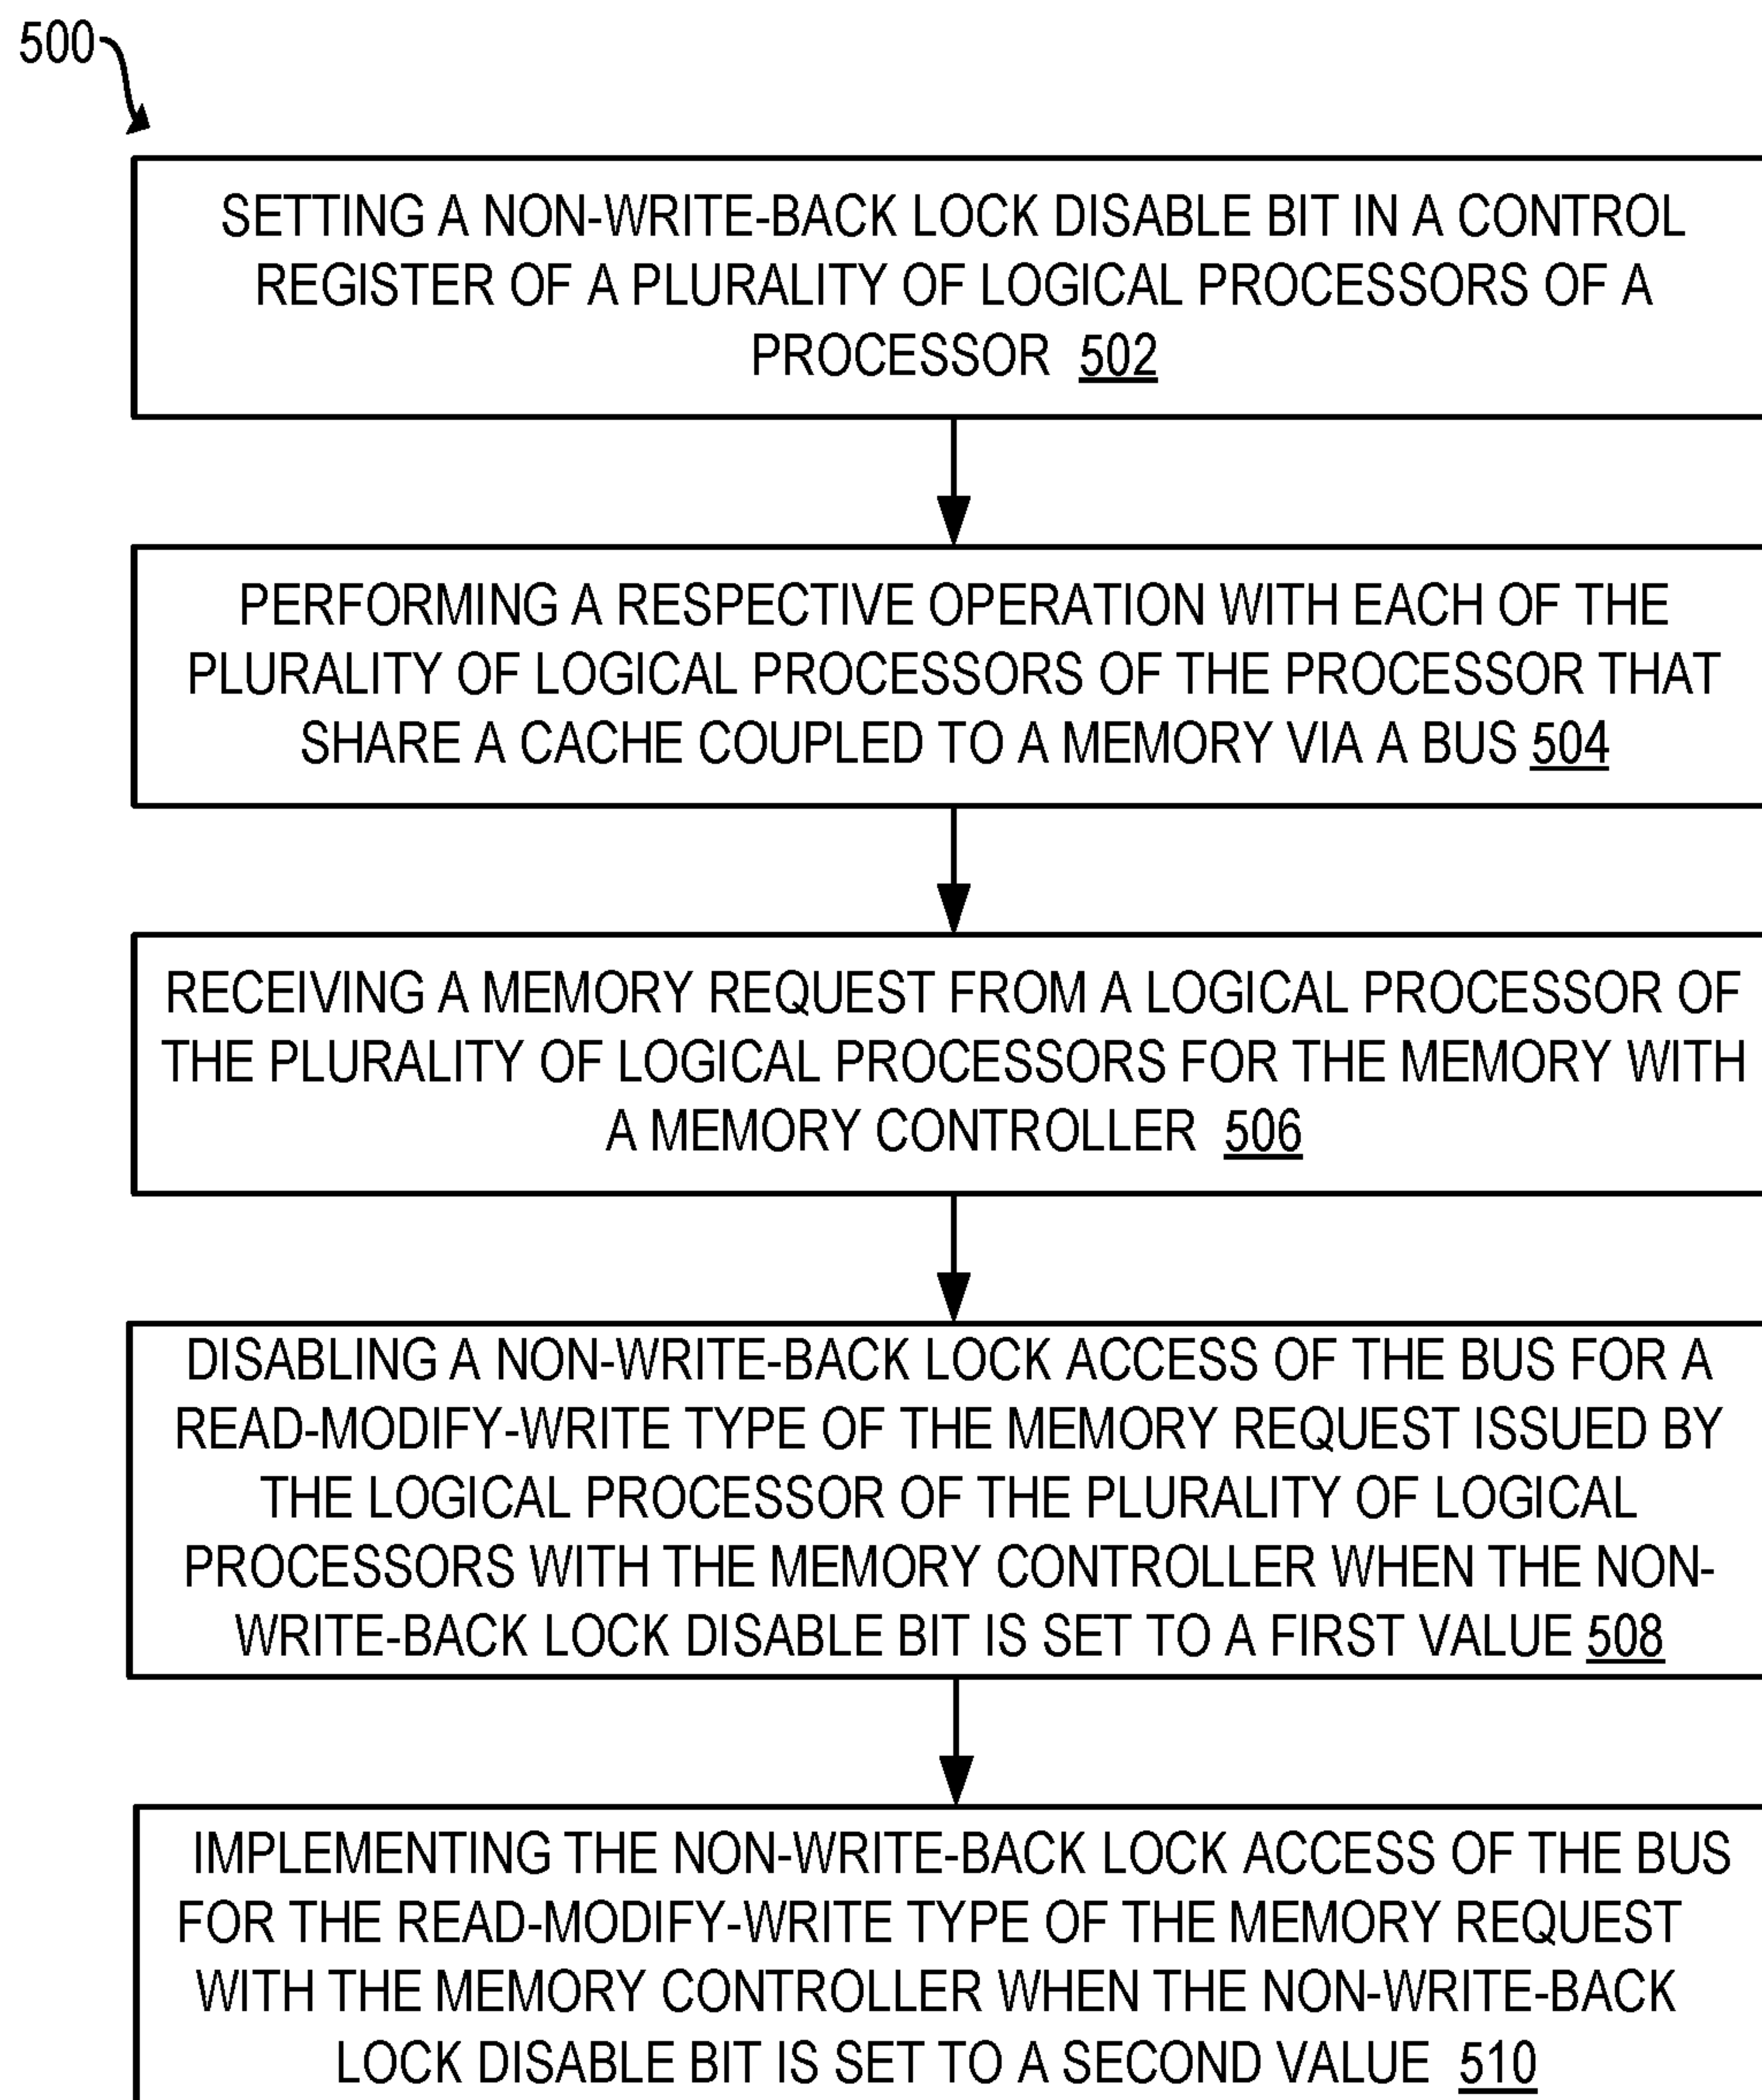 500
SETTING A NON-WRITE-BACK LOCK DISABLE BIT IN A CONTROL
REGISTER OF A PLURALITY OF LOGICAL PROCESSORS OF A
PROCESSOR 502
PERFORMING A RESPECTIVE OPERATION WITH EACH OF THE
PLURALITY OF LOGICAL PROCESSORS OF THE PROCESSOR THAT
SHARE A CACHE COUPLED TO A MEMORY VIA A BUS 504
RECEIVING A MEMORY REQUEST FROM A LOGICAL PROCESSOR OF
THE PLURALITY OF LOGICAL PROCESSORS FOR THE MEMORY WITH
A MEMORY CONTROLLER 506
DISABLING A NON-WRITE-BACK LOCK ACCESS OF THE BUS FOR A
READ-MODIFY-WRITE TYPE OF THE MEMORY REQUEST ISSUED BY
THE LOGICAL PROCESSOR OF THE PLURALITY OF LOGICAL
PROCESSORS WITH THE MEMORY CONTROLLER WHEN THE NON-
WRITE-BACK LOCK DISABLE BIT IS SET TO A FIRST VALUE 508
IMPLEMENTING THE NON-WRITE-BACK LOCK ACCESS OF THE BUS
FOR THE READ-MODIFY-WRITE TYPE OF THE MEMORY REQUEST
WITH THE MEMORY CONTROLLER WHEN THE NON-WRITE-BACK
LOCK DISABLE BIT IS SET TO A SECOND VALUE 510